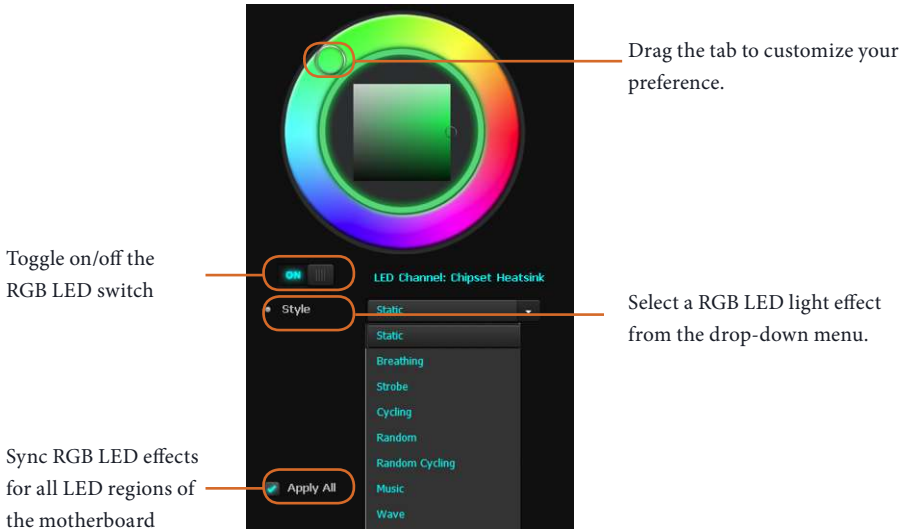 Drag the tab to customize your
preference.
Toggle on/off the
RGB LED switch
ON
LED Channel: Chipset Heatsink
Style
Static
Select a RGB LED light effect
from the drop-down menu.
Static
Breathing
Strobe
Cycling
Random
Random Cycling
Music
Wave
Sync RGB LED effects
for all LED regions of
the motherboard
Apply All